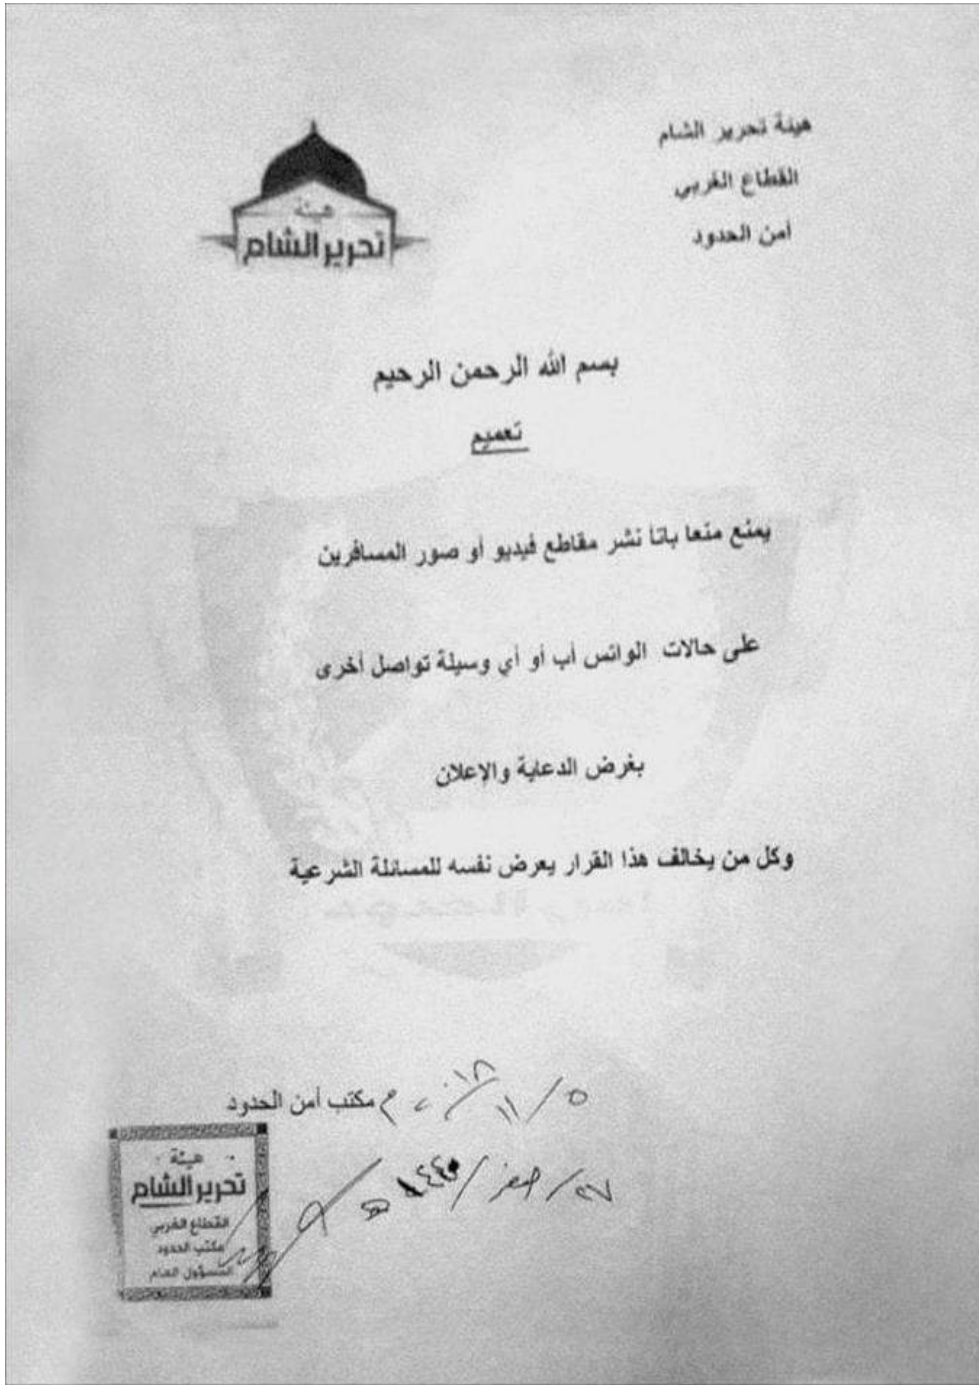 هيئة تحرير الشام
القطاع الغربي
أمن الحدود
هيئة
تحرير الشام
بسم الله الرحمن الرحيم
تعميم
يمنع منعا باتا نشر مقاطع فيديو أو صور المسافرين
على حالات الواتس أب أو أي وسيلة تواصل أخرى
بغرض الدعاية والإعلان
وكل من يخالف هذا القرار يعرض نفسه للمسائلة الشرعية
٥ / ١١ / ٢٠١٨ م مكتب أمن الحدود
٢٧ / صفر / ١٤٤٠ هـ
هيئة
تحرير الشام
القطاع الغربي
مكتب الحدود
المسؤول العام